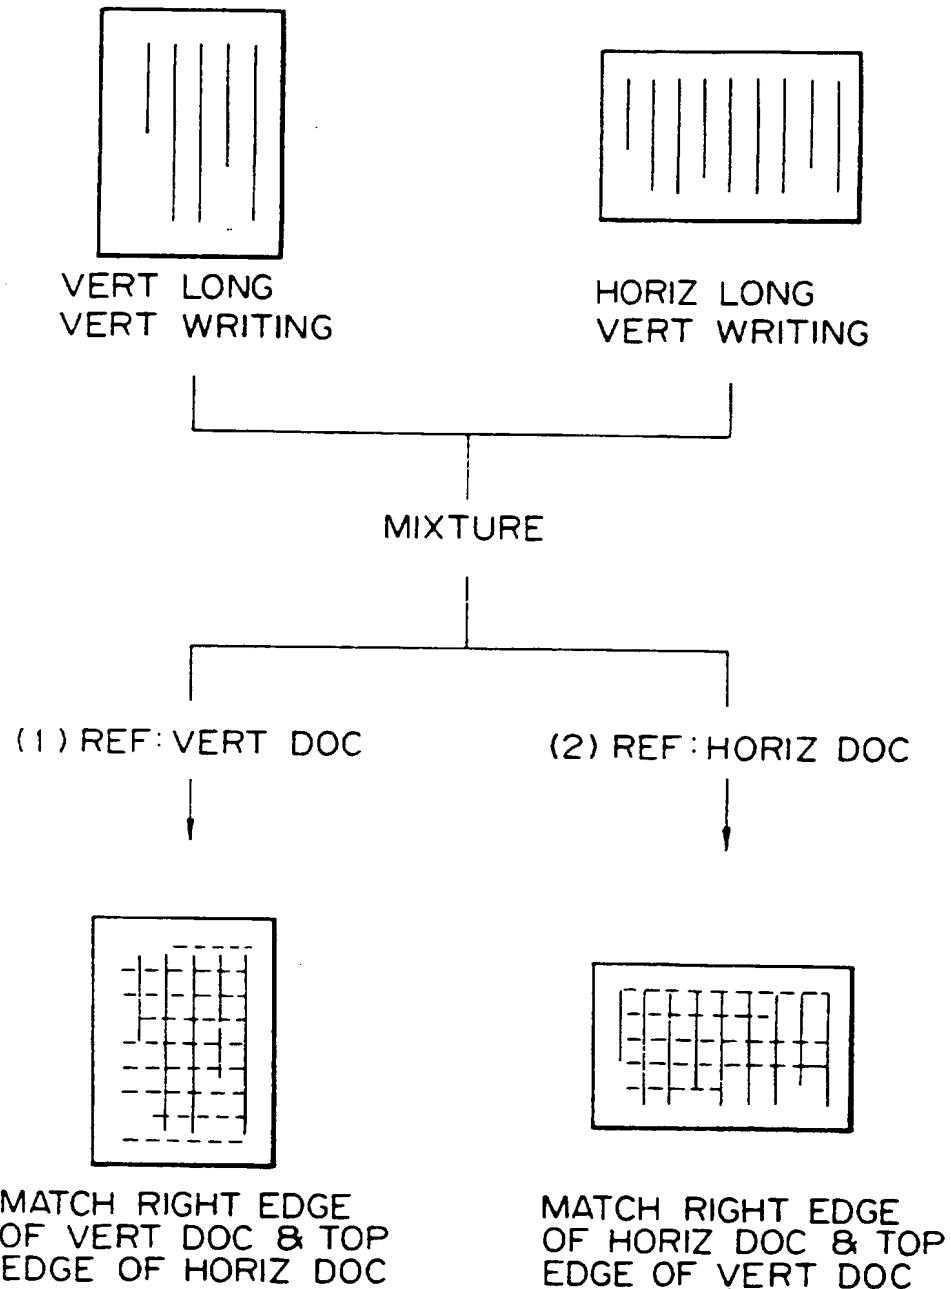 VERT LONG
VERT WRITING
HORIZ LONG
VERT WRITING
MIXTURE
(1) REF: VERT DOC
(2) REF: HORIZ DOC
MATCH RIGHT EDGE
OF VERT DOC & TOP
EDGE OF HORIZ DOC
MATCH RIGHT EDGE
OF HORIZ DOC & TOP
EDGE OF VERT DOC